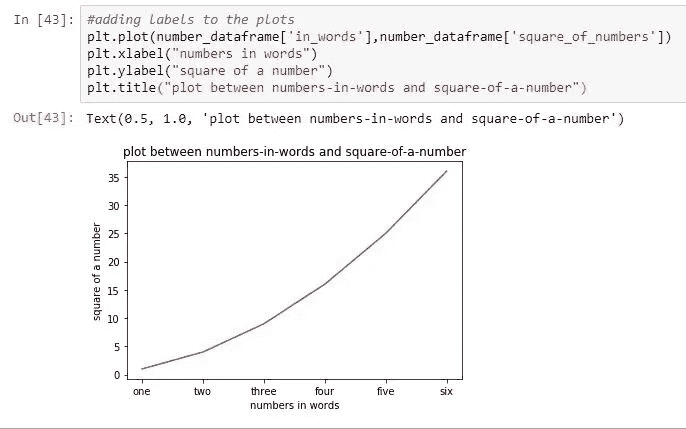 In [43]: #adding labels to the plots
plt.plot(number_dataframe['in_words'],number_dataframe['square_of_numbers'])
plt.xlabel("numbers in words")
plt.ylabel("square of a number")
plt.title("plot between numbers-in-words and square-of-a-number")
Out[43]: Text(0.5, 1.0, 'plot between numbers-in-words and square-of-a-number')
plot between numbers-in-words and square-of-a-number
square of a number
35
30
25
20
15
10
5
0
one two three four five six
numbers in words